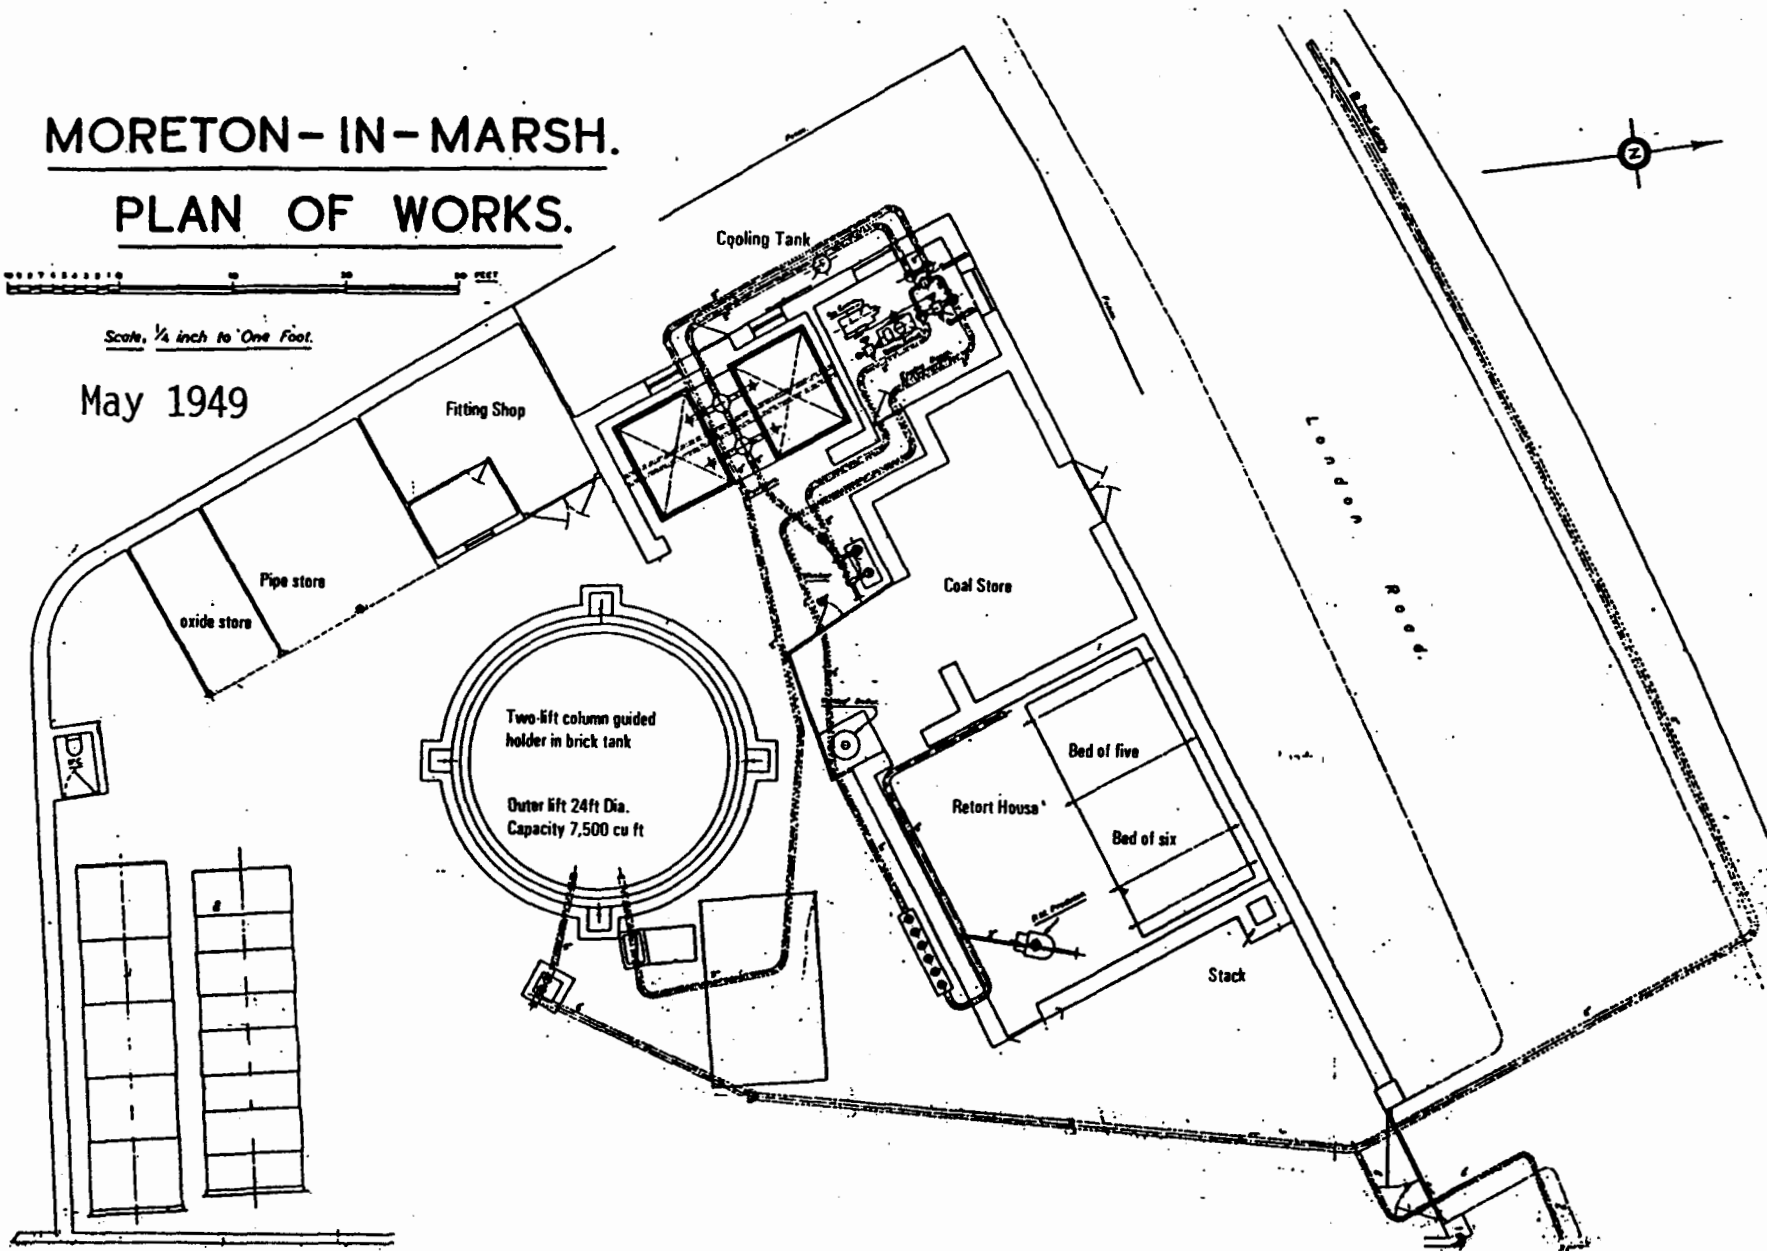 MORETON-IN-MARSH.
PLAN OF WORKS.
FEET
Scale, ¼ inch to One Foot.
May 1949
Cooling Tank
Fitting Shop
Pipe store
oxide store
Coal Store
London Road.
N
Two-lift column guided
holder in brick tank
Outer lift 24ft Dia.
Capacity 7,500 cu ft
Retort House
Bed of five
Bed of six
Stack